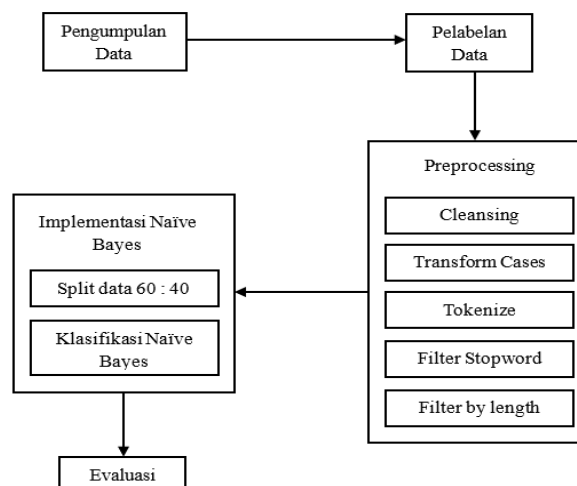 Pengumpulan
Data
Pelabelan
Data
Preprocessing
Cleansing
Transform Cases
Tokenize
Filter Stopword
Filter by length
Implementasi Naïve
Bayes
Split data 60 : 40
Klasifikasi Naïve
Bayes
Evaluasi